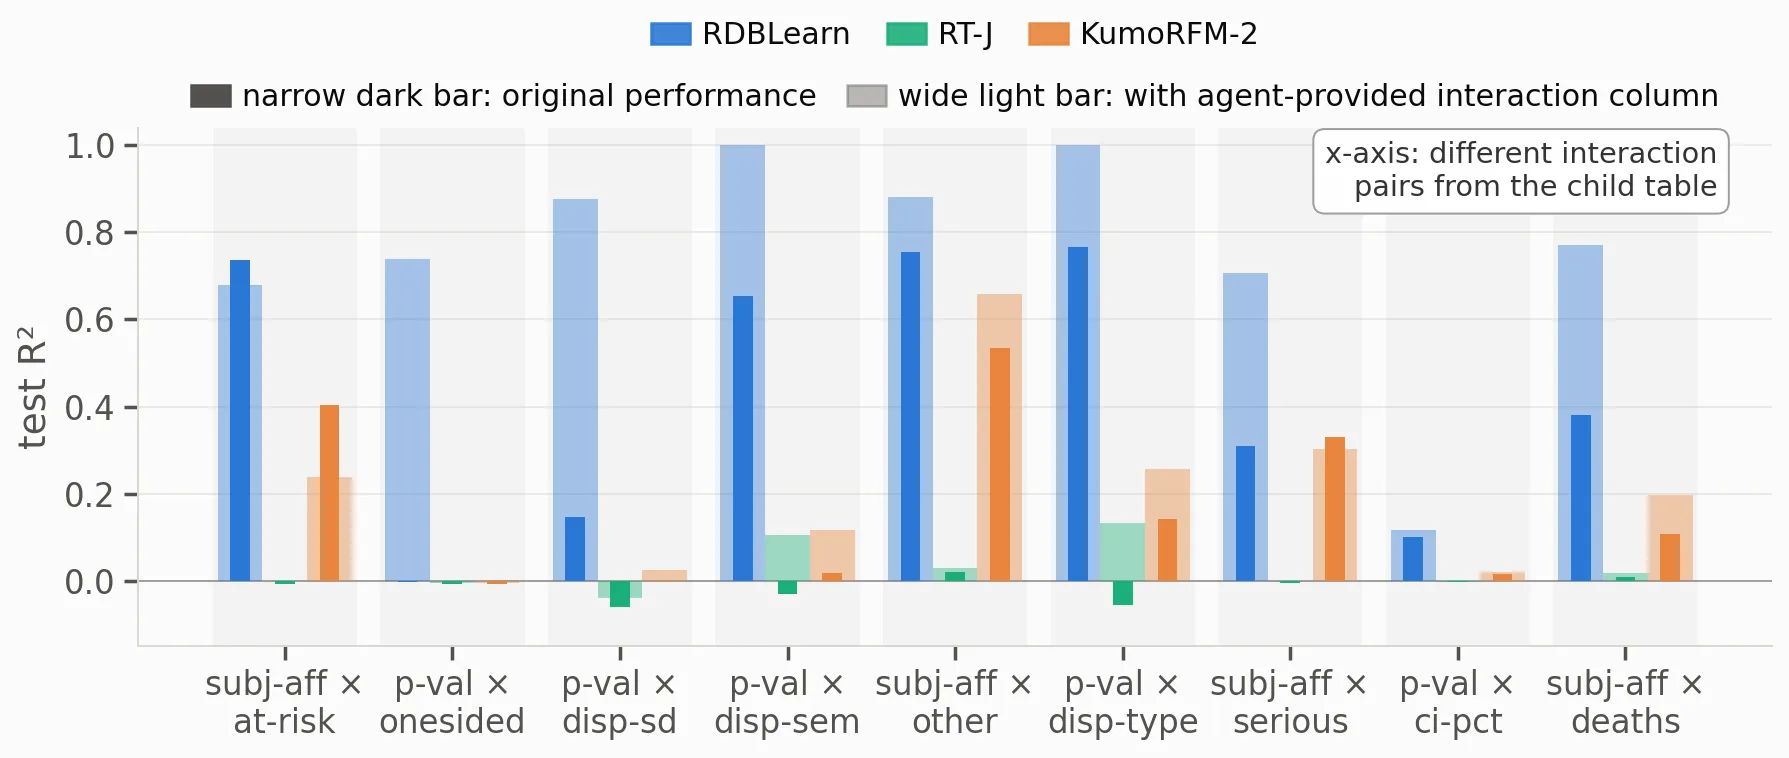 RDBLearn RT-J KumoRFM-2
narrow dark bar: original performance wide light bar: with agent-provided interaction column
x-axis: different interaction
pairs from the child table
test R²
1.0
0.8
0.6
0.4
0.2
0.0
subj-aff × p-val × p-val × p-val × subj-aff × p-val × subj-aff × p-val × subj-aff ×
at-risk onesided disp-sd disp-sem other disp-type serious ci-pct deaths